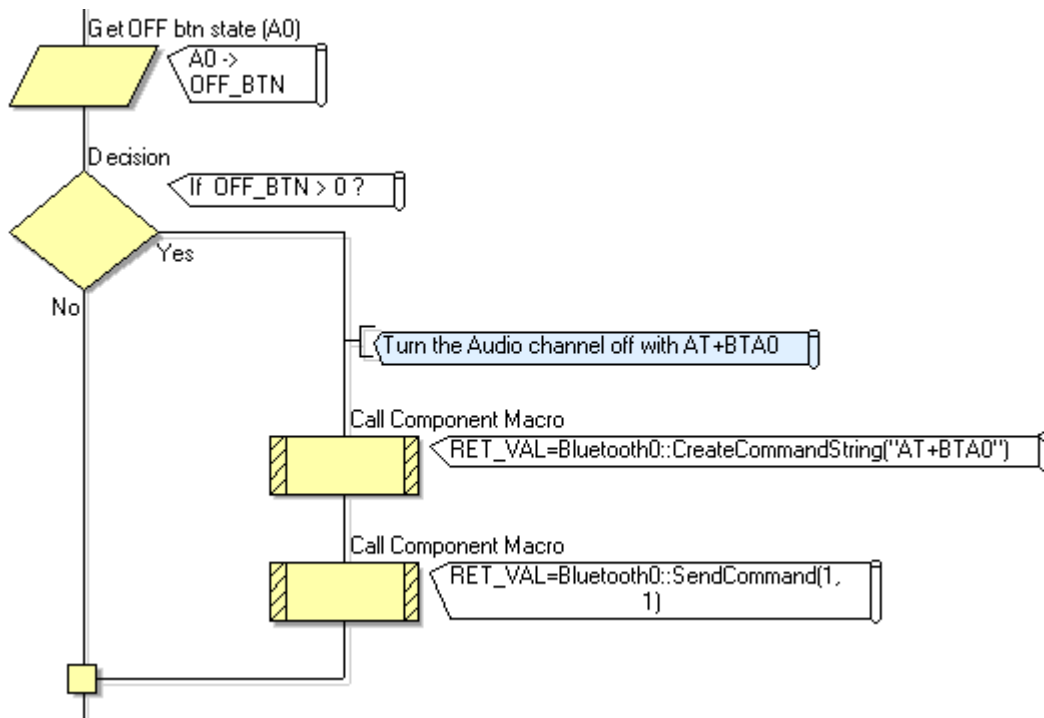 Get OFF btn state (A0)
A0 ->
OFF_BTN
Decision
If OFF_BTN > 0 ?
Yes
No
Turn the Audio channel off with AT+BTA0
Call Component Macro
RET_VAL=Bluetooth0::CreateCommandString("AT+BTA0")
Call Component Macro
RET_VAL=Bluetooth0::SendCommand(1,
1)